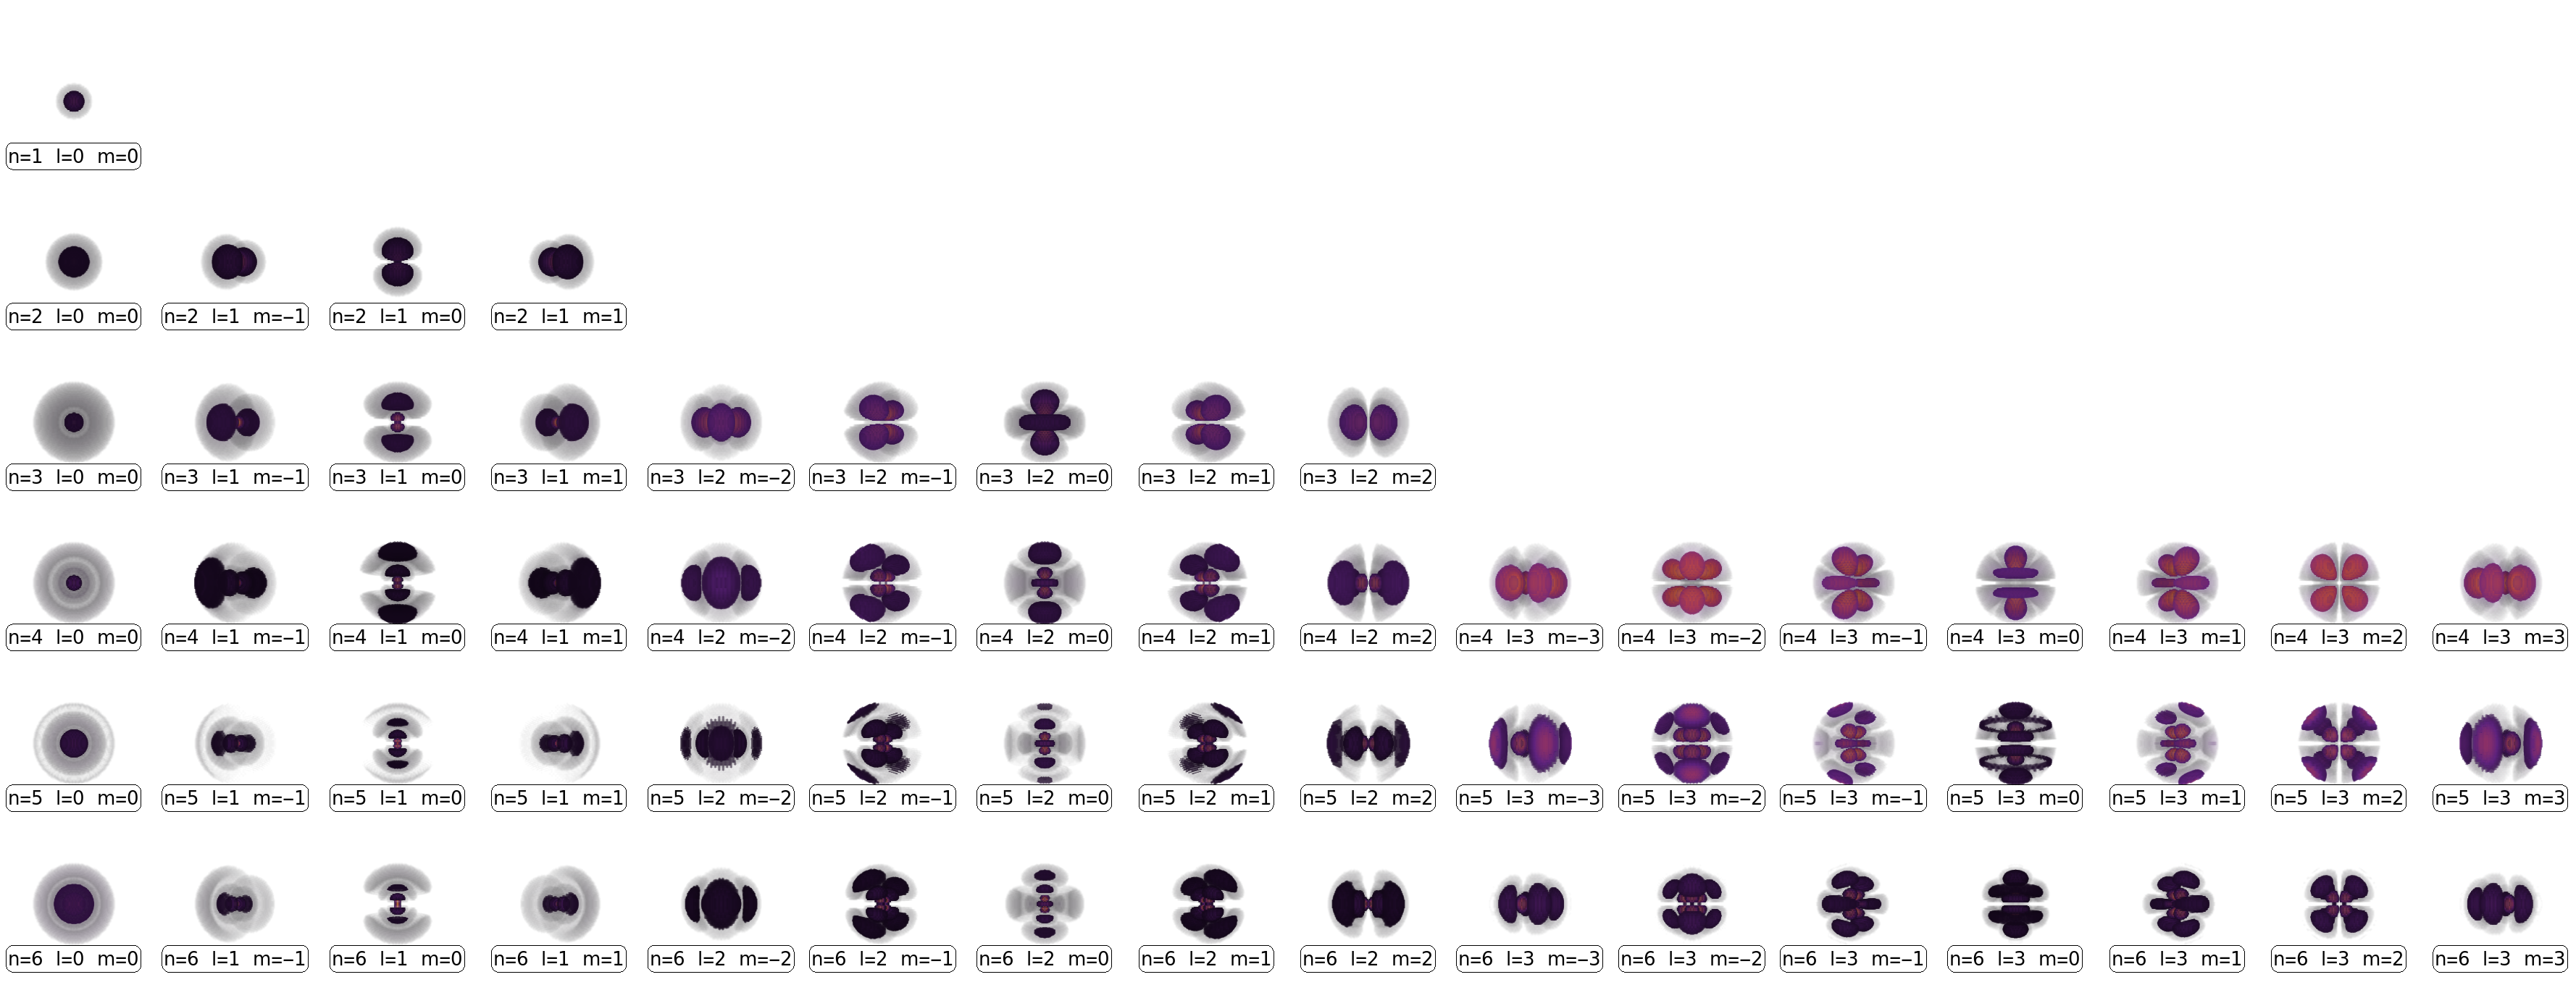 n=1 l=0 m=0
n=2 l=0 m=0 n=2 l=1 m=−1 n=2 l=1 m=0 n=2 l=1 m=1
n=3 l=0 m=0 n=3 l=1 m=−1 n=3 l=1 m=0 n=3 l=1 m=1 n=3 l=2 m=−2 n=3 l=2 m=−1 n=3 l=2 m=0 n=3 l=2 m=1 n=3 l=2 m=2
n=4 l=0 m=0 n=4 l=1 m=−1 n=4 l=1 m=0 n=4 l=1 m=1 n=4 l=2 m=−2 n=4 l=2 m=−1 n=4 l=2 m=0 n=4 l=2 m=1 n=4 l=2 m=2 n=4 l=3 m=−3 n=4 l=3 m=−2 n=4 l=3 m=−1 n=4 l=3 m=0 n=4 l=3 m=1 n=4 l=3 m=2 n=4 l=3 m=3
n=5 l=0 m=0 n=5 l=1 m=−1 n=5 l=1 m=0 n=5 l=1 m=1 n=5 l=2 m=−2 n=5 l=2 m=−1 n=5 l=2 m=0 n=5 l=2 m=1 n=5 l=2 m=2 n=5 l=3 m=−3 n=5 l=3 m=−2 n=5 l=3 m=−1 n=5 l=3 m=0 n=5 l=3 m=1 n=5 l=3 m=2 n=5 l=3 m=3
n=6 l=0 m=0 n=6 l=1 m=−1 n=6 l=1 m=0 n=6 l=1 m=1 n=6 l=2 m=−2 n=6 l=2 m=−1 n=6 l=2 m=0 n=6 l=2 m=1 n=6 l=2 m=2 n=6 l=3 m=−3 n=6 l=3 m=−2 n=6 l=3 m=−1 n=6 l=3 m=0 n=6 l=3 m=1 n=6 l=3 m=2 n=6 l=3 m=3